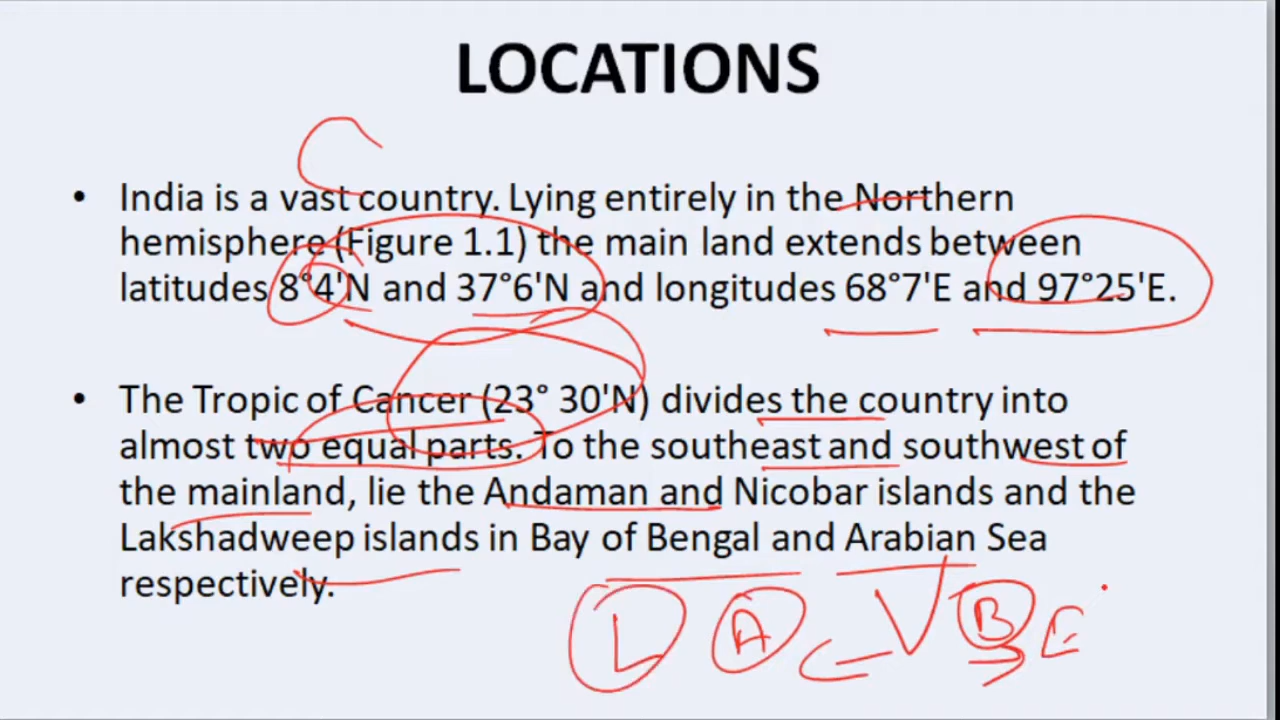 LOCATIONS
• India is a vast country. Lying entirely in the Northern
hemisphere (Figure 1.1) the main land extends between
latitudes 8°4'N and 37°6'N and longitudes 68°7'E and 97°25'E.
• The Tropic of Cancer (23° 30'N) divides the country into
almost two equal parts. To the southeast and southwest of
the mainland, lie the Andaman and Nicobar islands and the
Lakshadweep islands in Bay of Bengal and Arabian Sea
respectively.
L A B